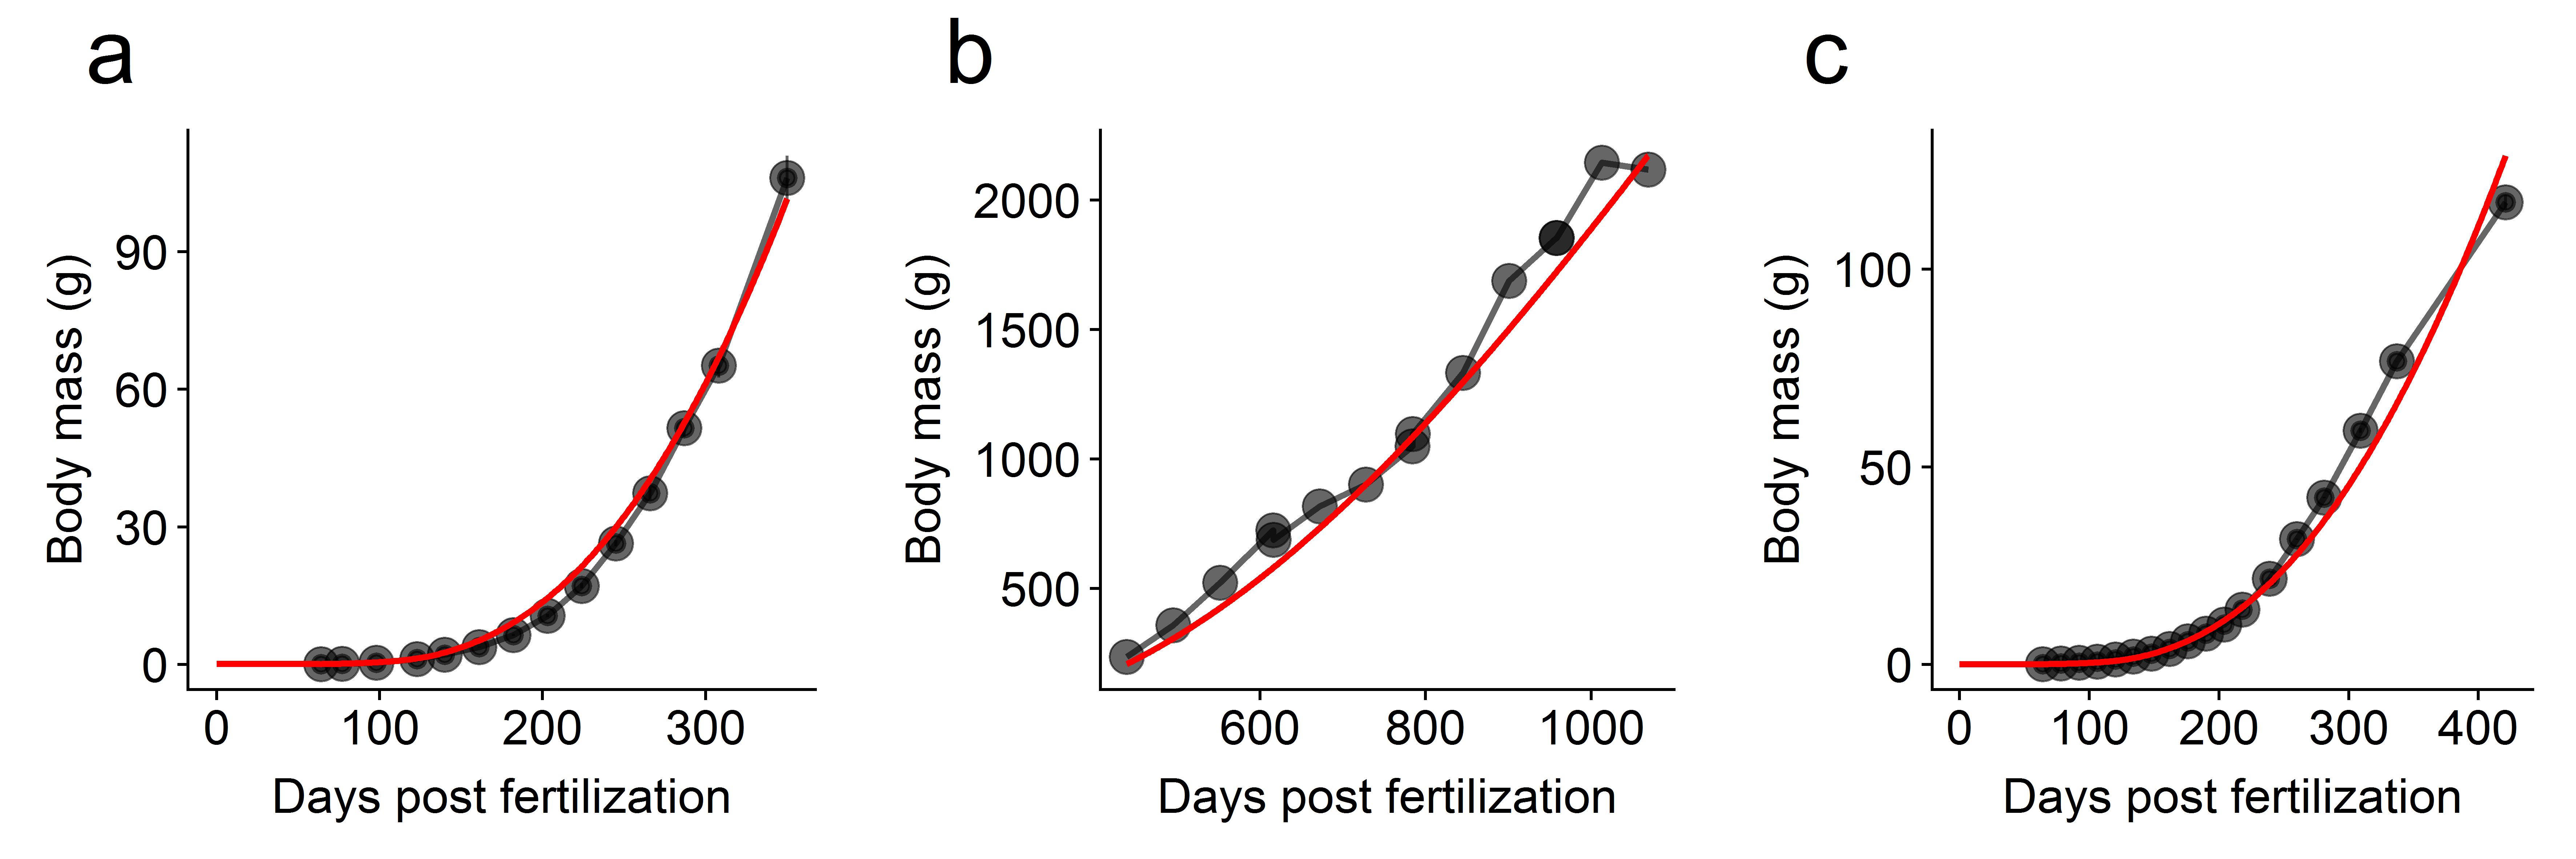 a
Body mass (g)
90
60
30
0
0 100 200 300
Days post fertilization
b
Body mass (g)
2000
1500
1000
500
600 800 1000
Days post fertilization
c
Body mass (g)
100
50
0
0 100 200 300 400
Days post fertilization